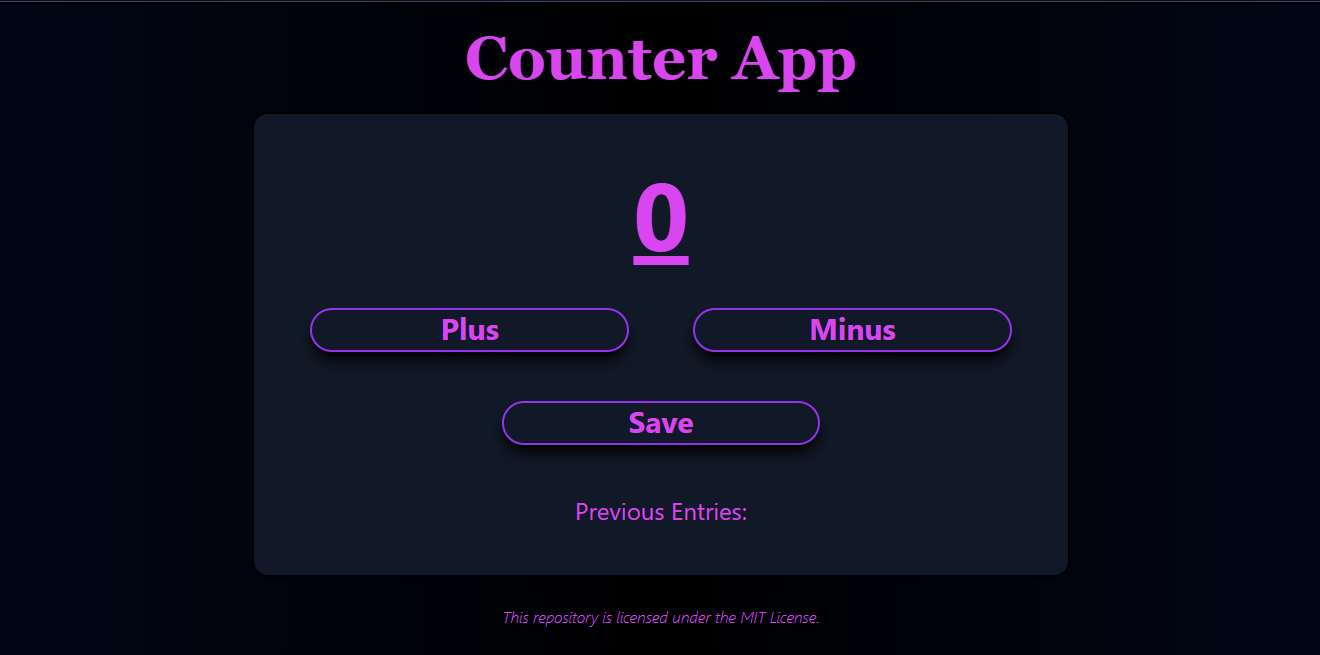 Counter App
0
Plus
Minus
Save
Previous Entries:
This repository is licensed under the MIT License.